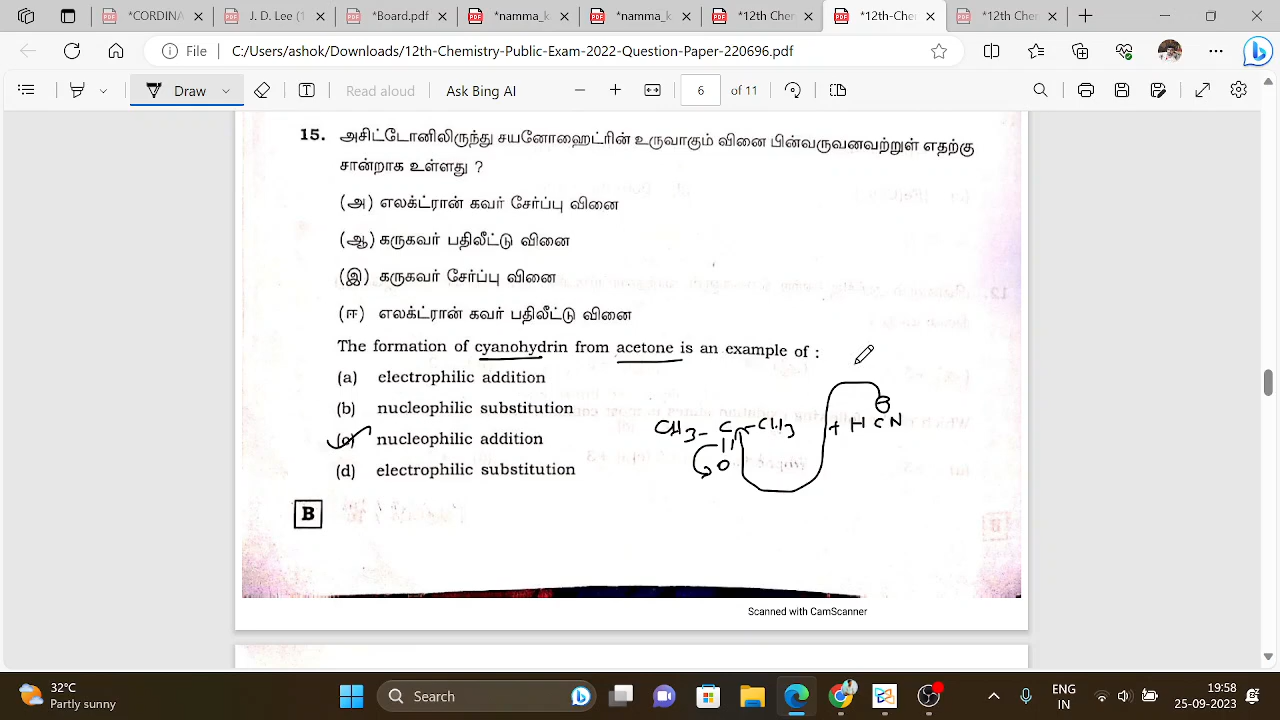 *CORDINA
J. D. Lee (1
*Bobby
*mamma_k
*namma_k
*12th Che
*12th-Che
*12th Che
File
C:/Users/ashok/Downloads/12th-Chemistry-Public-Exam-2022-Question-Paper-220696.pdf
Draw
Read aloud
Ask Bing AI
6 of 11
15. அசிட்டோனிலிருந்து சயனோஹைட்ரின் உருவாகும் வினை பின்வருவனவற்றுள் எதற்கு
சான்றாக உள்ளது ?
(அ) எலக்ட்ரான் கவர் சேர்ப்பு வினை
(ஆ) கருகவர் பதிலீட்டு வினை
(இ) கருகவர் சேர்ப்பு வினை
(ஈ) எலக்ட்ரான் கவர் பதிலீட்டு வினை
The formation of cyanohydrin from acetone is an example of :
(a) electrophilic addition
(b) nucleophilic substitution
(c) nucleophilic addition
(d) electrophilic substitution
CH3- C -CH3 + H CN
O
B
Scanned with CamScanner
32°C
Partly sunny
Search
ENG
IN
19:58
25-09-2023